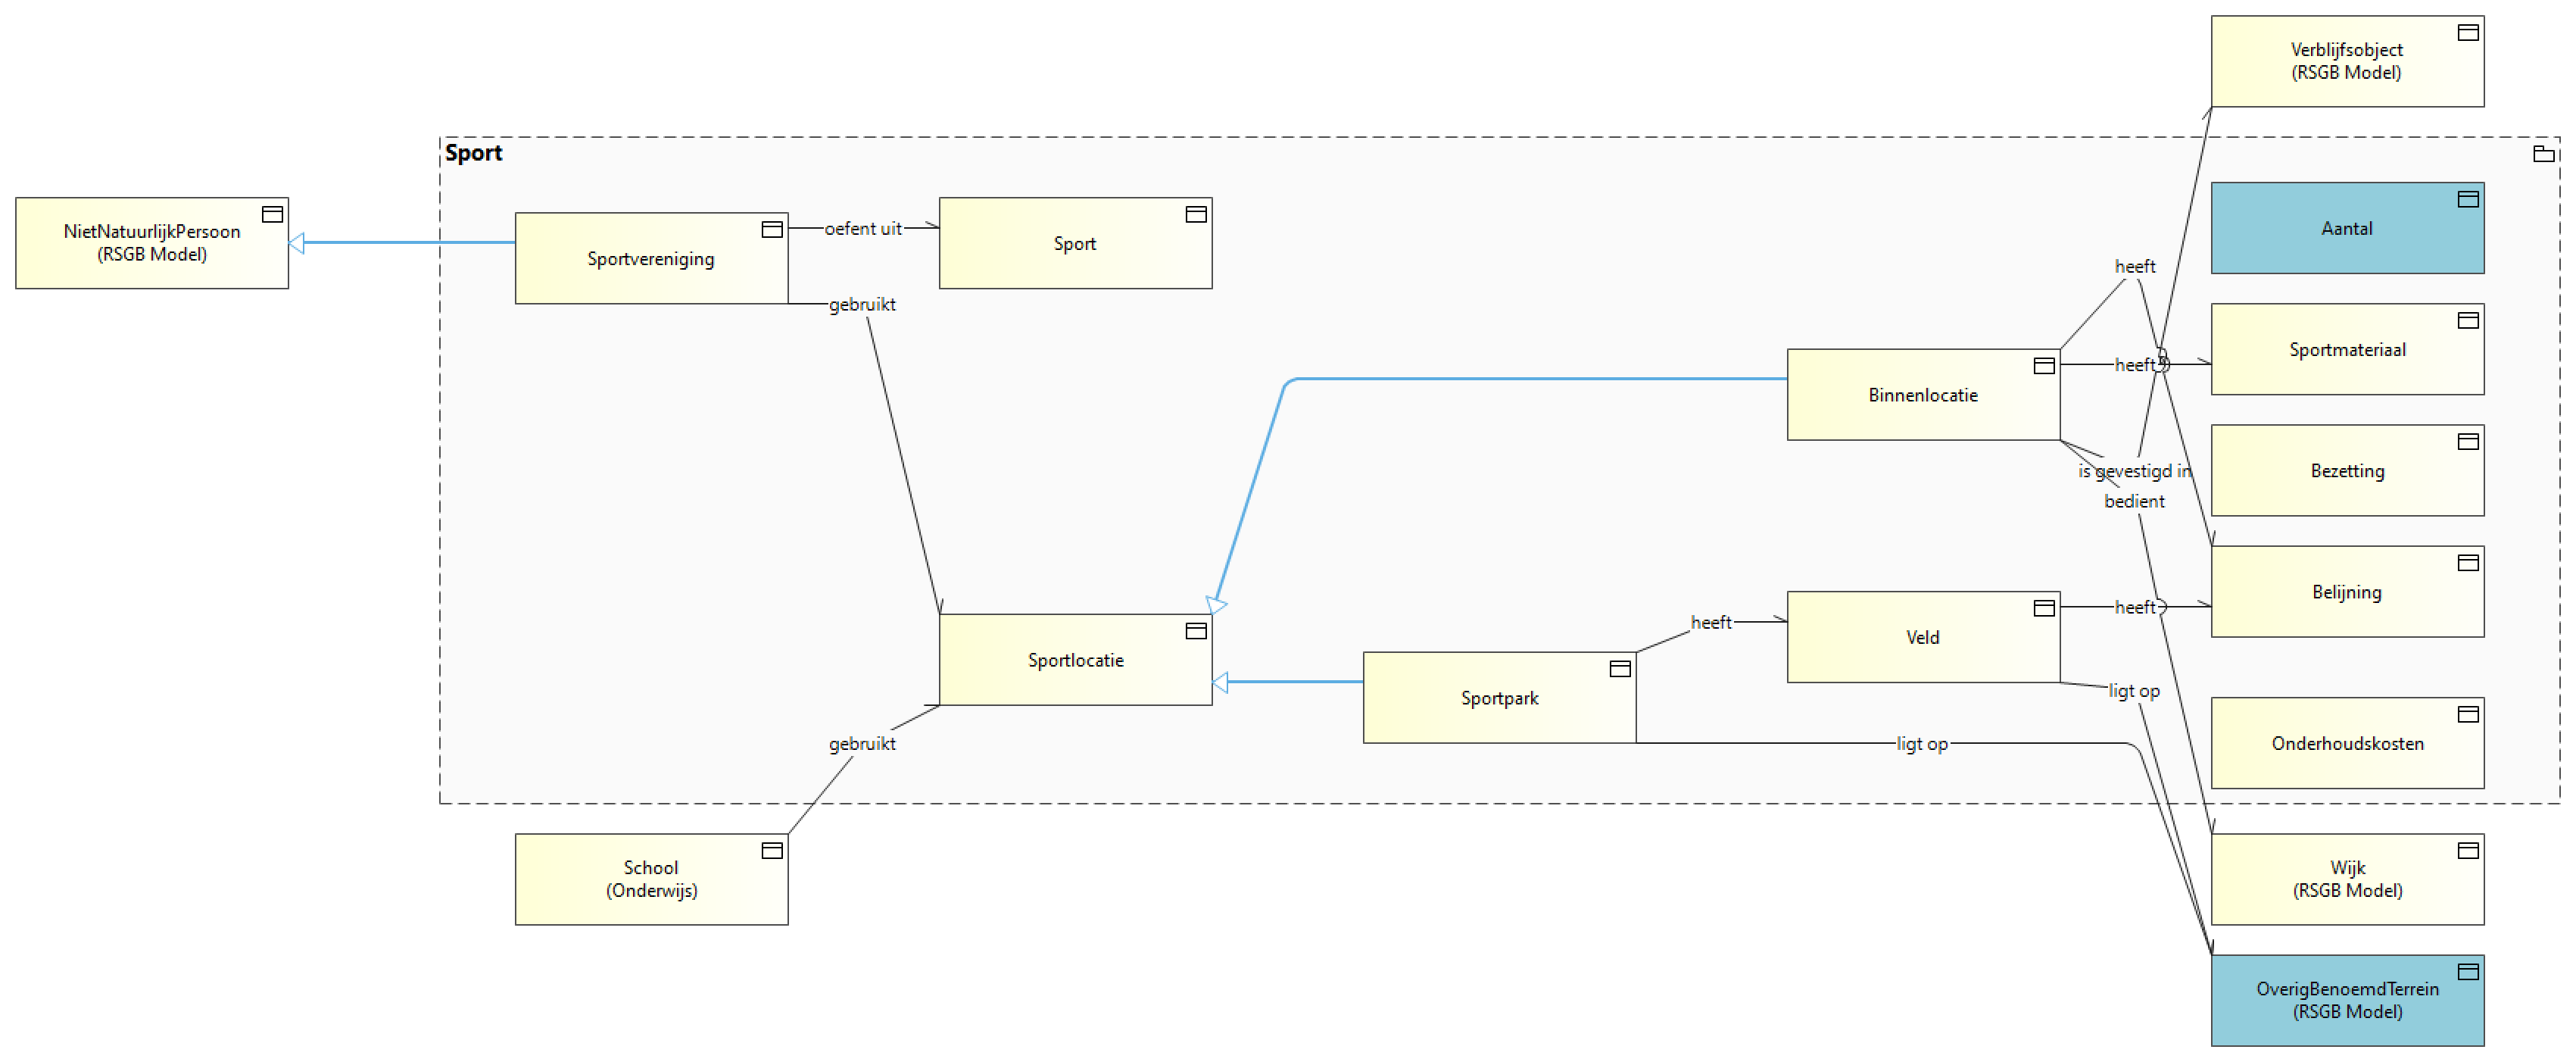 Verblijfsobject
(RSGB Model)
Sport
NietNatuurlijkPersoon
(RSGB Model)
Sportvereniging
oefent uit
Sport
Aantal
gebruikt
heeft
Sportmateriaal
heeft
Binnenlocatie
is gevestigd in
Bezetting
bedient
Belijning
heeft
Veld
heeft
Sportlocatie
Sportpark
ligt op
gebruikt
ligt op
Onderhoudskosten
School
(Onderwijs)
Wijk
(RSGB Model)
OverigBenoemdTerrein
(RSGB Model)